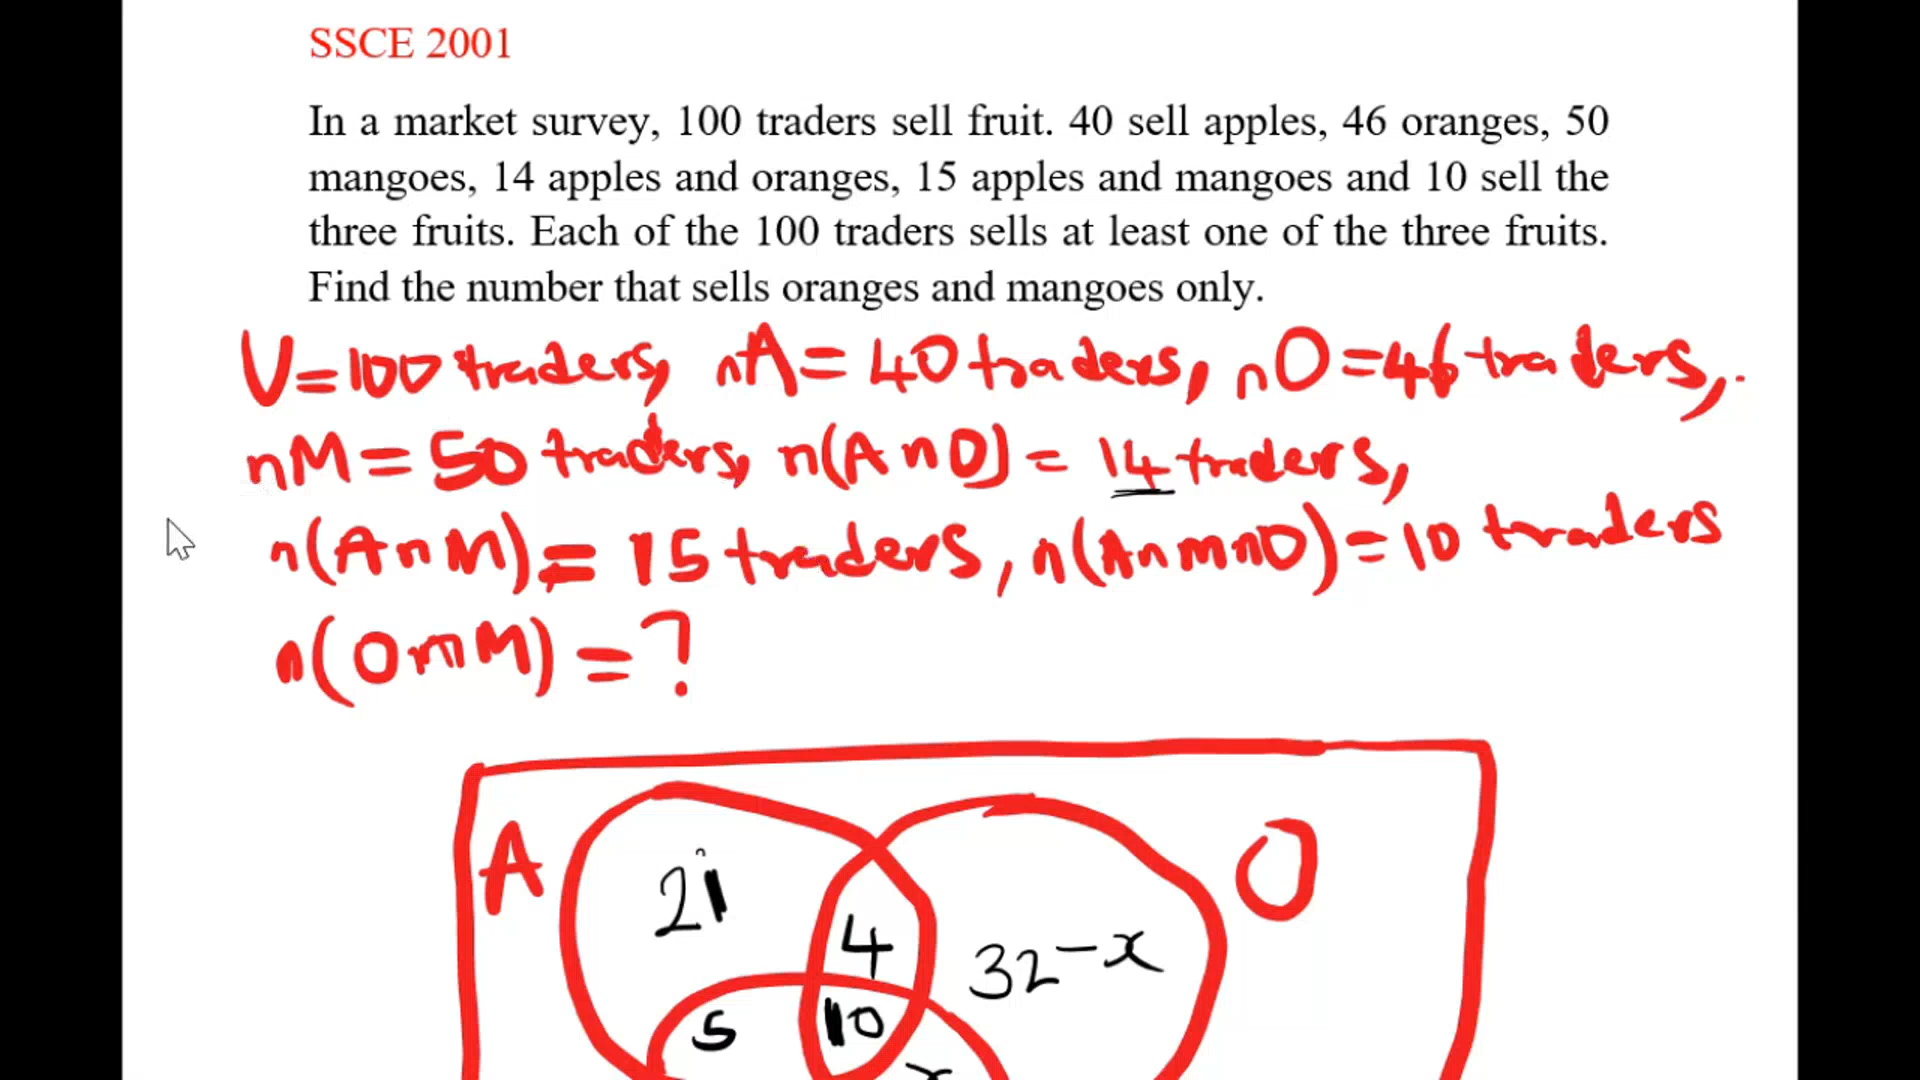 SSCE 2001
In a market survey, 100 traders sell fruit. 40 sell apples, 46 oranges, 50
mangoes, 14 apples and oranges, 15 apples and mangoes and 10 sell the
three fruits. Each of the 100 traders sells at least one of the three fruits.
Find the number that sells oranges and mangoes only.
U=100 traders, nA=40 traders, nO=46 traders,
nM=50 traders, n(A∩O)=14 traders,
n(A∩M)=15 traders, n(A∩M∩O)=10 traders
n(O∩M)=?
A
O
21
4
32-x
5
10
x